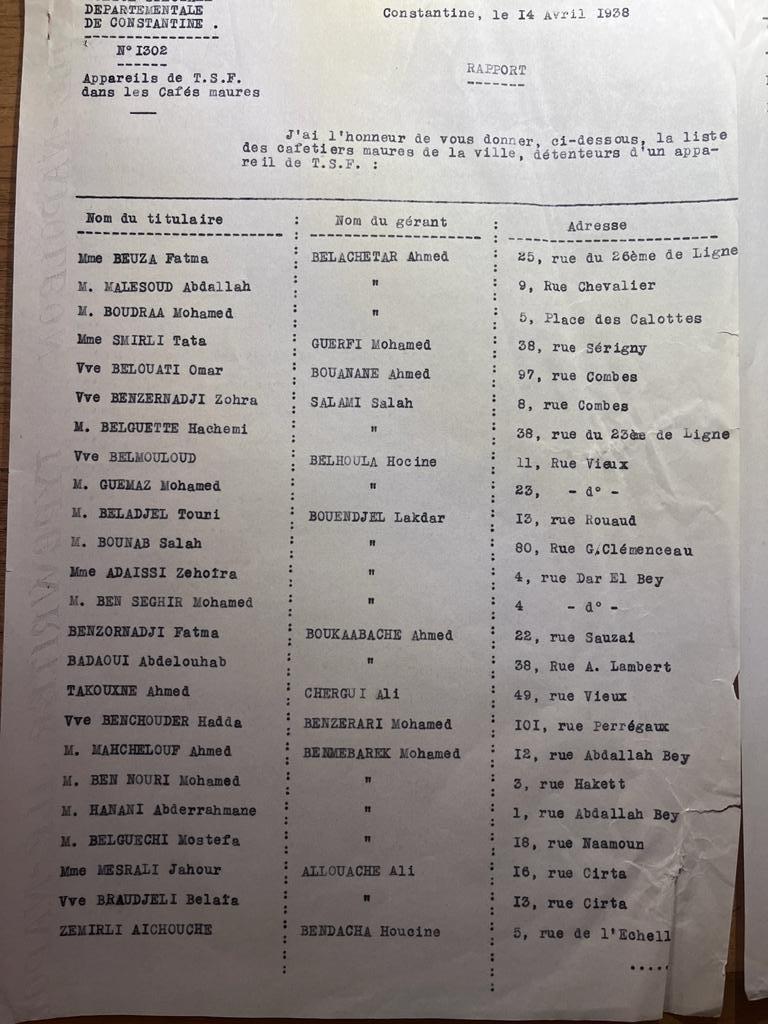 DEPARTEMENTALE
DE CONSTANTINE .
N° I302
Appareils de T.S.F.
dans les Cafés maures
Constantine, le I4 Avril I938
RAPPORT
J'ai l'honneur de vous donner, ci-dessous, la liste
des cafetiers maures de la ville, détenteurs d'un appa-
reil de T.S.F. :
Nom du titulaire : Nom du gérant : Adresse
Mme BEUZA Fatma BELACHETAR Ahmed 25, rue du 26ème de Ligne
M. MALESOUD Abdallah " 9, Rue Chevalier
M. BOUDRAA Mohamed " 5, Place des Calottes
Mme SMIRLI Tata GUERFI Mohamed 38, rue Sérigny
Vve BELOUATI Omar BOUANANE Ahmed 97, rue Combes
Vve BENZERNADJI Zohra SALAMI Salah 8, rue Combes
M. BELGUETTE Hachemi " 38, rue du 23ème de Ligne
Vve BELMOULOUD BELHOULA Hocine 11, Rue Vieux
M. GUEMAZ Mohamed " 23, - d° -
M. BELADJEL Touni BOUENDJEL Lakdar I3, rue Rouaud
M. BOUNAB Salah " 80, Rue G.Clémenceau
Mme ADAISSI Zehoîra " 4, rue Dar El Bey
M. BEN SEGHIR Mohamed " 4 - d° -
BENZORNADJI Fatma BOUKAABACHE Ahmed 22, rue Sauzai
BADAOUI Abdelouhab " 38, Rue A. Lambert
TAKOUXNE Ahmed CHERGUI Ali 49, rue Vieux
Vve BENCHOUDER Hadda BENZERARI Mohamed IOI, rue Perrégaux
M. MAHCHELOUF Ahmed BENMEBAREK Mohamed I2, rue Abdallah Bey
M. BEN NOURI Mohamed " 3, rue Hakett
M. HANANI Abderrahmane " 1, rue Abdallah Bey
M. BELGUECHI Mostefa " I8, rue Naamoun
Mme MESRALI Jahour ALLOUACHE Ali I6, rue Cirta
Vve BRAUDJELI Belaïa " I3, rue Cirta
ZEMIRLI AICHOUCHE BENDACHA Houcine 5, rue de l'Echell
.....